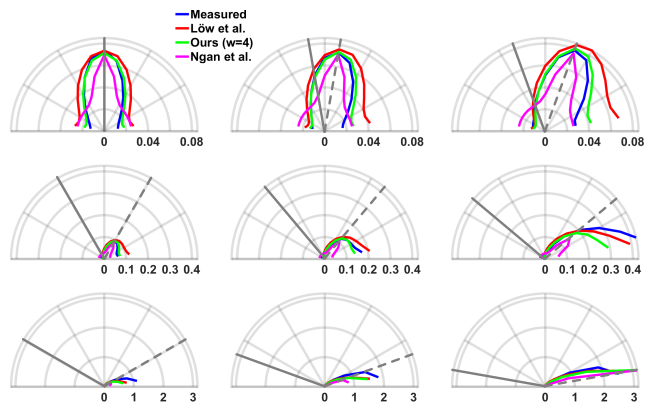 Measured
Löw et al.
Ours (w=4)
Ngan et al.
0 0.04 0.08 0 0.04 0.08 0 0.04 0.08
0 0.1 0.2 0.3 0.4 0 0.1 0.2 0.3 0.4 0 0.1 0.2 0.3 0.4
0 1 2 3 0 1 2 3 0 1 2 3